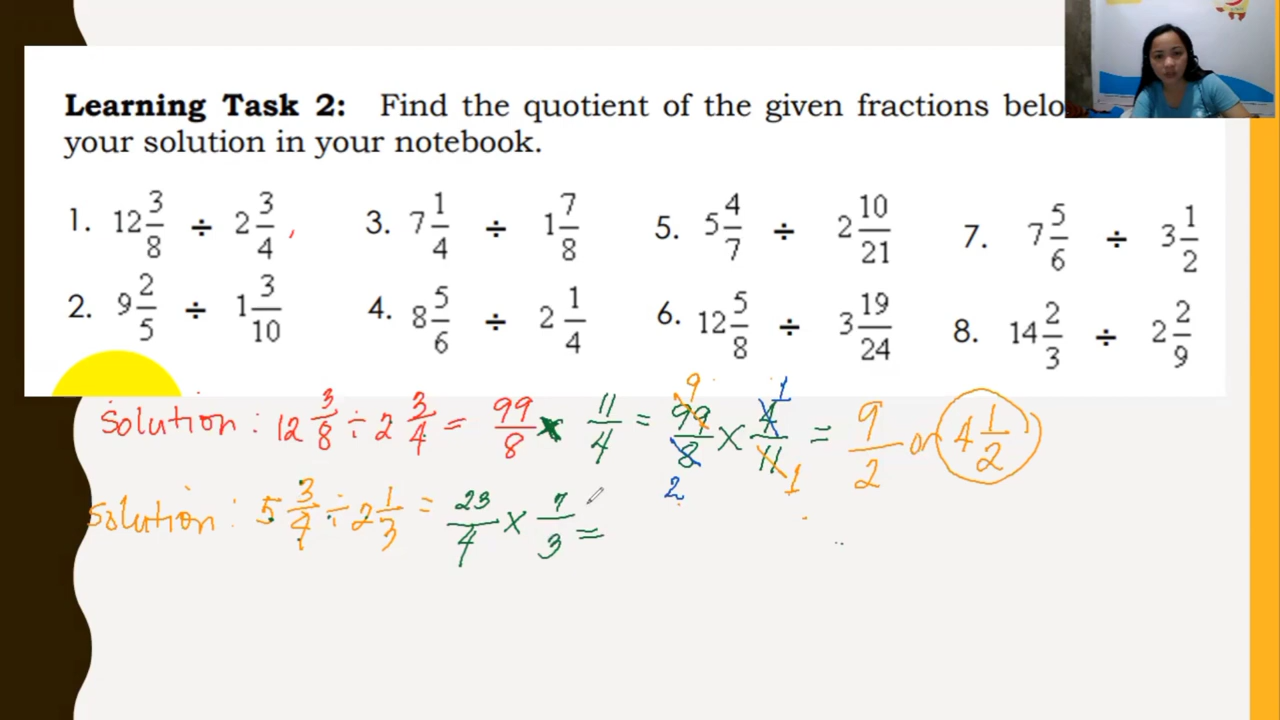 Learning Task 2: Find the quotient of the given fractions
your solution in your notebook.
1. 12 3/8 ÷ 2 3/4 , 3. 7 1/4 ÷ 1 7/8 5. 5 4/7 ÷ 2 10/21 7. 7 5/6 ÷ 3 1/2
2. 9 2/5 ÷ 1 3/10 4. 8 5/6 ÷ 2 1/4 6. 12 5/8 ÷ 3 19/24 8. 14 2/3 ÷ 2 2/9
Solution : 12 3/8 ÷ 2 3/4 = 99/8 × 11/4 = 9 99/8 2 × 1 4/11 1 = 9/2 or 4 1/2
Solution : 5 3/4 ÷ 2 1/3 = 23/4 × 7/3 =